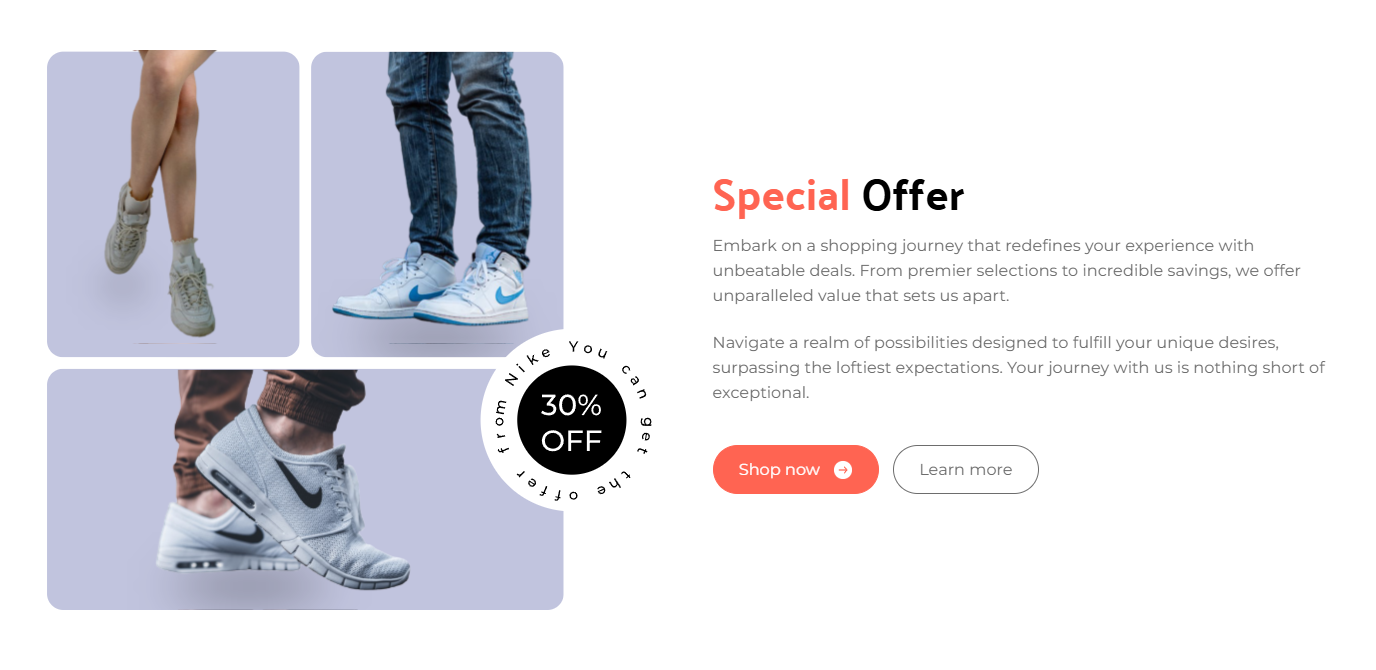 You can get the offer from Nike
30%
OFF
Special Offer
Embark on a shopping journey that redefines your experience with
unbeatable deals. From premier selections to incredible savings, we offer
unparalleled value that sets us apart.
Navigate a realm of possibilities designed to fulfill your unique desires,
surpassing the loftiest expectations. Your journey with us is nothing short of
exceptional.
Shop now
Learn more